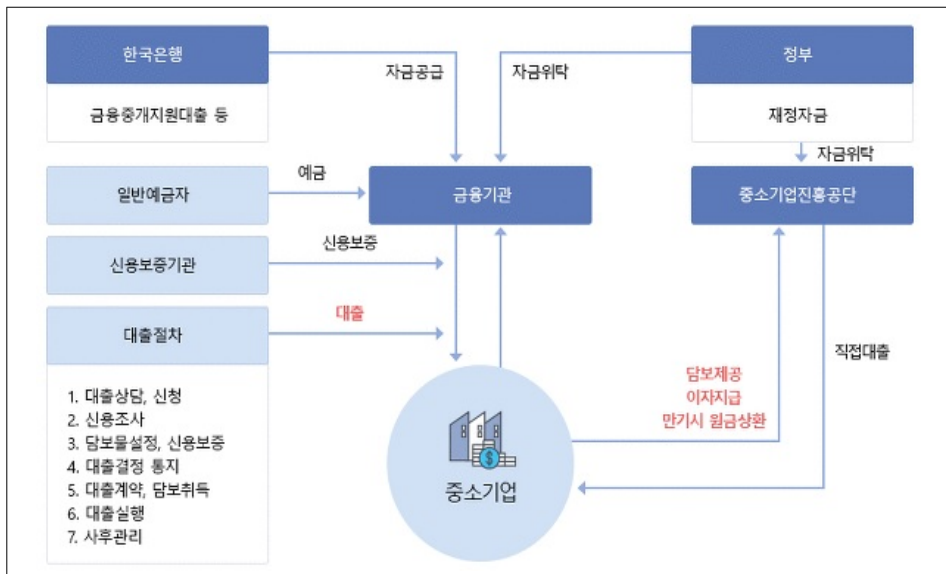 한국은행
금융중개지원대출 등
자금공급
자금위탁
정부
재정자금
자금위탁
일반예금자
예금
금융기관
중소기업진흥공단
신용보증기관
신용보증
대출절차
대출
1. 대출상담, 신청
2. 신용조사
3. 담보물설정, 신용보증
4. 대출결정 통지
5. 대출계약, 담보취득
6. 대출실행
7. 사후관리
중소기업
담보제공
이자지급
만기시 원금상환
직접대출